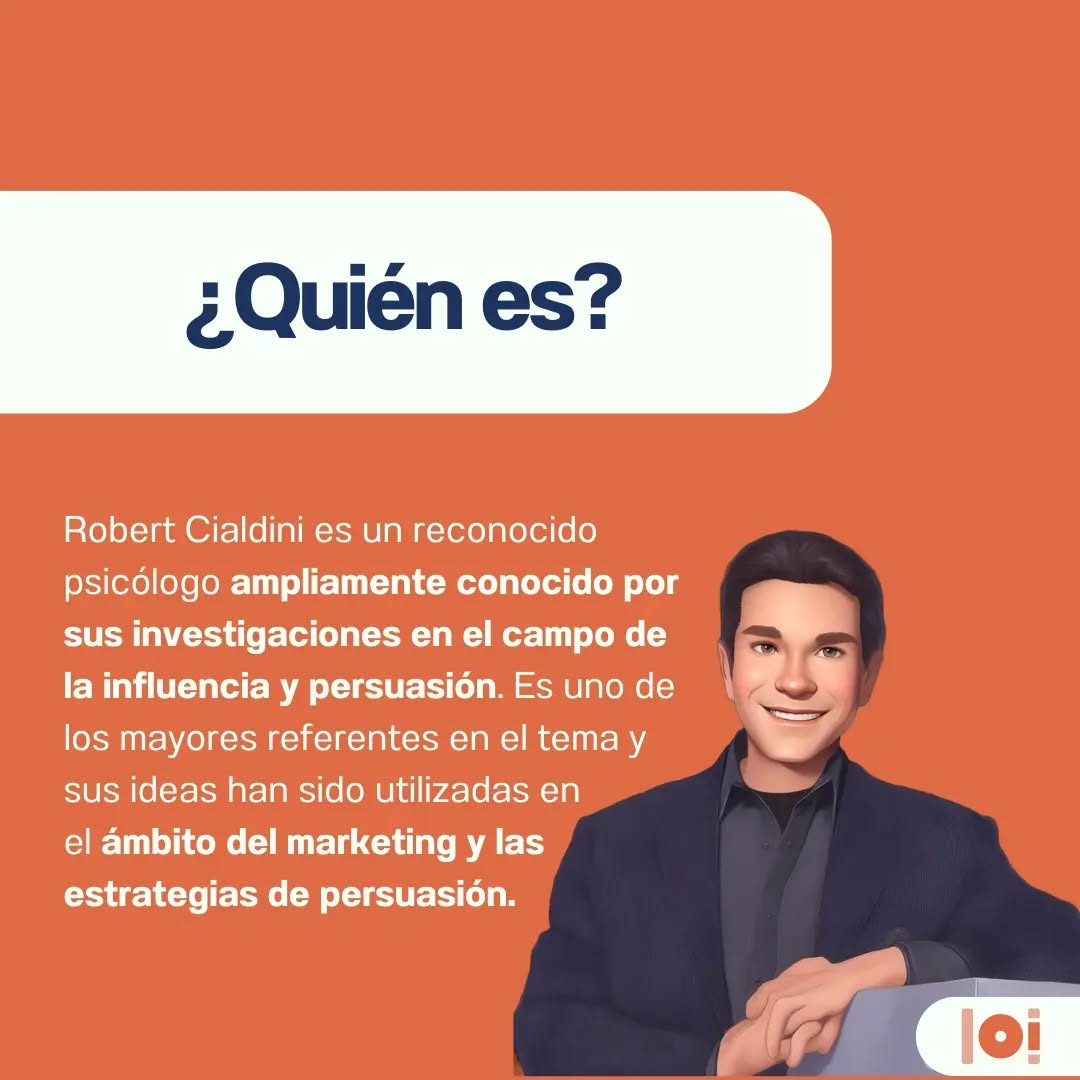 ¿Quién es?
Robert Cialdini es un reconocido
psicólogo ampliamente conocido por
sus investigaciones en el campo de
la influencia y persuasión. Es uno de
los mayores referentes en el tema y
sus ideas han sido utilizadas en
el ámbito del marketing y las
estrategias de persuasión.